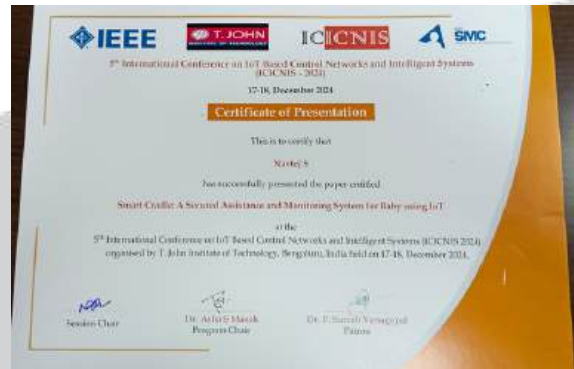 IEEE
T. JOHN
ICICNIS
SMC
5th International Conference on IoT Based Control Networks and Intelligent Systems
(ICICNIS - 2024)
17-18, December 2024
Certificate of Presentation
This is to certify that
Navtej S
has successfully presented the paper entitled
Smart Cradle: A Secured Assistance and Monitoring System for Baby using IoT
at the
5th International Conference on IoT Based Control Networks and Intelligent Systems (ICICNIS 2024)
organised by T. John Institute of Technology, Bengaluru, India held on 17-18, December 2024.
Session Chair
Program Chair
Dr. P. Suresh
Patron